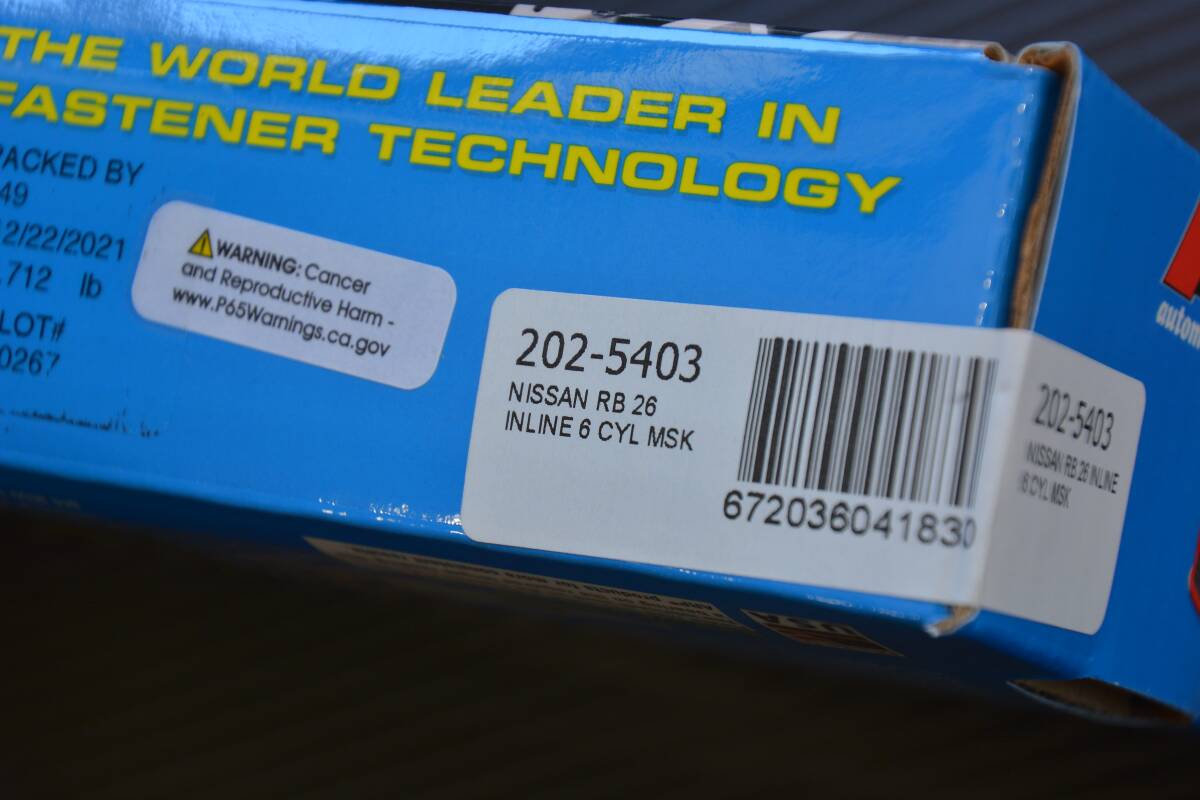 THE WORLD LEADER IN
FASTENER TECHNOLOGY
PACKED BY
49
12/22/2021
.712 lb
LOT#
0267
WARNING: Cancer
and Reproductive Harm -
www.P65Warnings.ca.gov
202-5403
NISSAN RB 26
INLINE 6 CYL MSK
672036041830
202-5403
NISSAN RB 26 INLINE
6 CYL MSK
USA